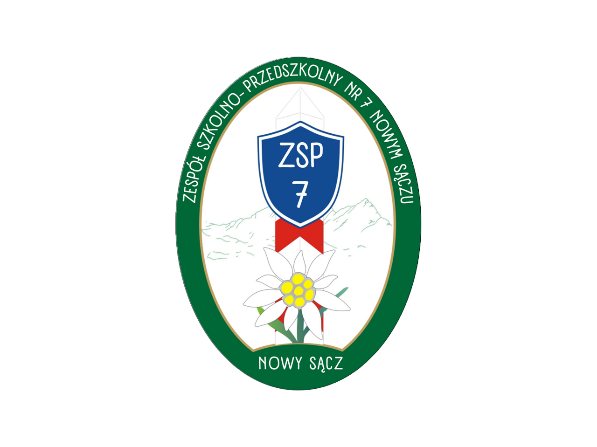 ZESPÓŁ SZKOLNO-PRZEDSZKOLNY NR 7 NOWYM SĄCZU
ZSP
7
NOWY SĄCZ